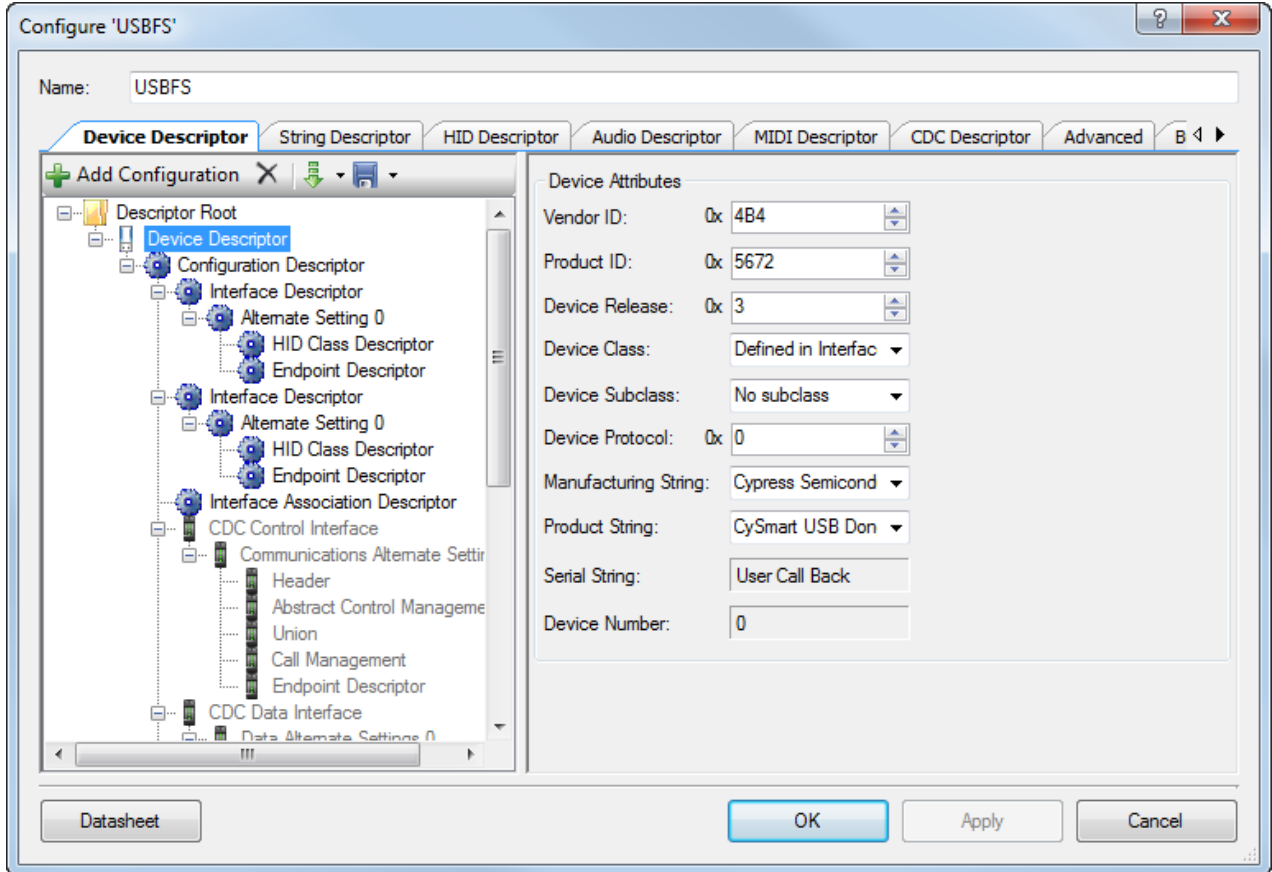 Configure 'USBFS'
?
X
Name: USBFS
Device Descriptor String Descriptor HID Descriptor Audio Descriptor MIDI Descriptor CDC Descriptor Advanced B
Add Configuration
Descriptor Root
Device Descriptor
Configuration Descriptor
Interface Descriptor
Alternate Setting 0
HID Class Descriptor
Endpoint Descriptor
Interface Descriptor
Alternate Setting 0
HID Class Descriptor
Endpoint Descriptor
Interface Association Descriptor
CDC Control Interface
Communications Alternate Settin
Header
Abstract Control Manageme
Union
Call Management
Endpoint Descriptor
CDC Data Interface
Data Alternate Settings 0
Device Attributes
Vendor ID: 0x 4B4
Product ID: 0x 5672
Device Release: 0x 3
Device Class: Defined in Interfac
Device Subclass: No subclass
Device Protocol: 0x 0
Manufacturing String: Cypress Semicond
Product String: CySmart USB Don
Serial String: User Call Back
Device Number: 0
Datasheet OK Apply Cancel